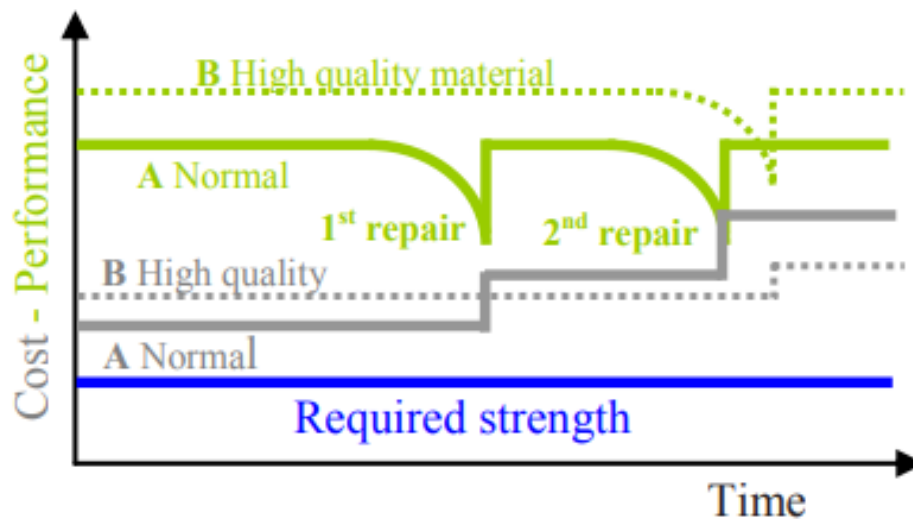 B High quality material
A Normal
1st repair
2nd repair
B High quality
A Normal
Required strength
Cost - Performance
Time